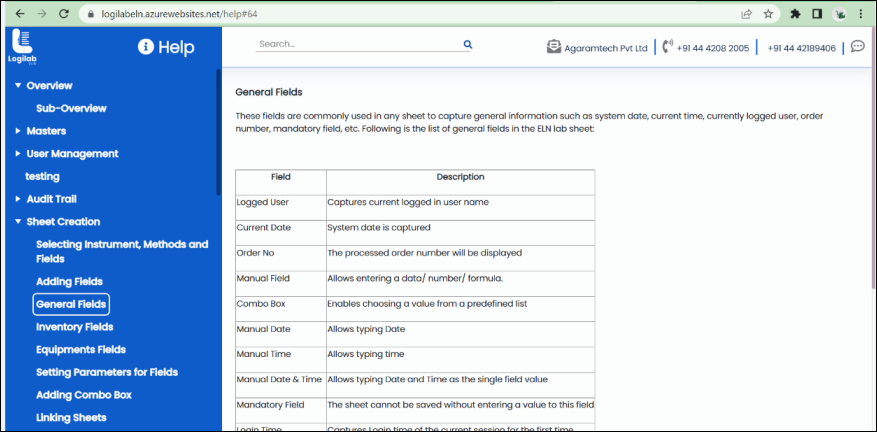 logilabeln.azurewebsites.net/help#64
Logilab
ELN
Help
Search...
Agaramtech Pvt Ltd
+91 44 4208 2005
+91 44 42189406
Overview
Sub-Overview
Masters
User Management
testing
Audit Trail
Sheet Creation
Selecting Instrument, Methods and
Fields
Adding Fields
General Fields
Inventory Fields
Equipments Fields
Setting Parameters for Fields
Adding Combo Box
Linking Sheets
General Fields
These fields are commonly used in any sheet to capture general information such as system date, current time, currently logged user, order
number, mandatory field, etc. Following is the list of general fields in the ELN lab sheet:
Field Description
Logged User Captures current logged in user name
Current Date System date is captured
Order No The processed order number will be displayed
Manual Field Allows entering a data/ number/ formula.
Combo Box Enables choosing a value from a predefined list
Manual Date Allows typing Date
Manual Time Allows typing time
Manual Date & Time Allows typing Date and Time as the single field value
Mandatory Field The sheet cannot be saved without entering a value to this field
Login Time Captures Login time of the current session for the first time